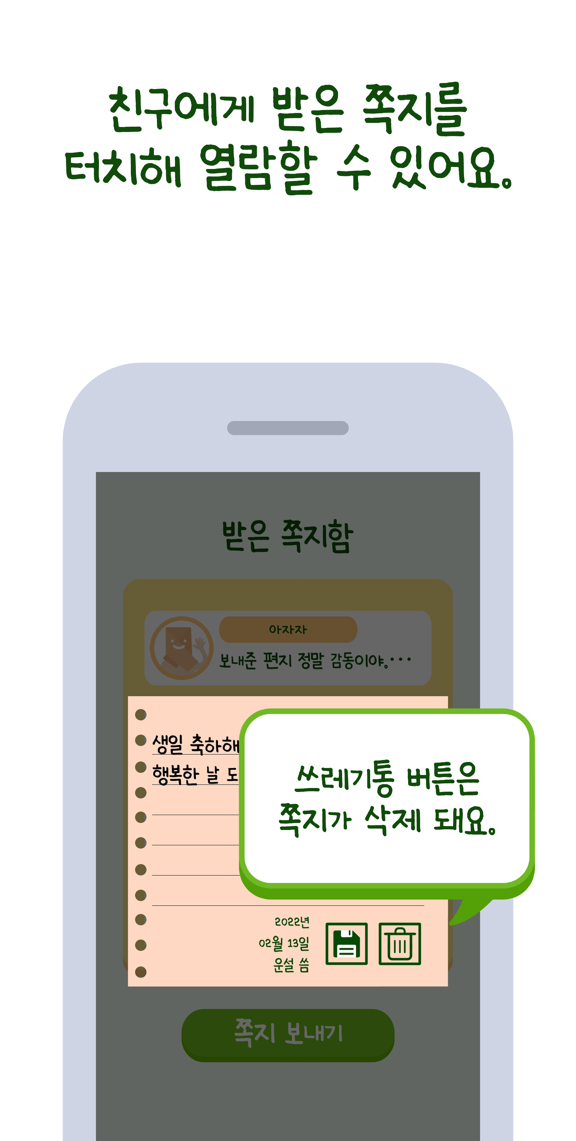 친구에게 받은 쪽지를
터치해 열람할 수 있어요.
받은 쪽지함
아자자
보내준 편지 정말 감동이야....
생일 축하해
행복한 날
쓰레기통 버튼은
쪽지가 삭제 돼요.
2022년
02월 13일
운설 씀
쪽지 보내기